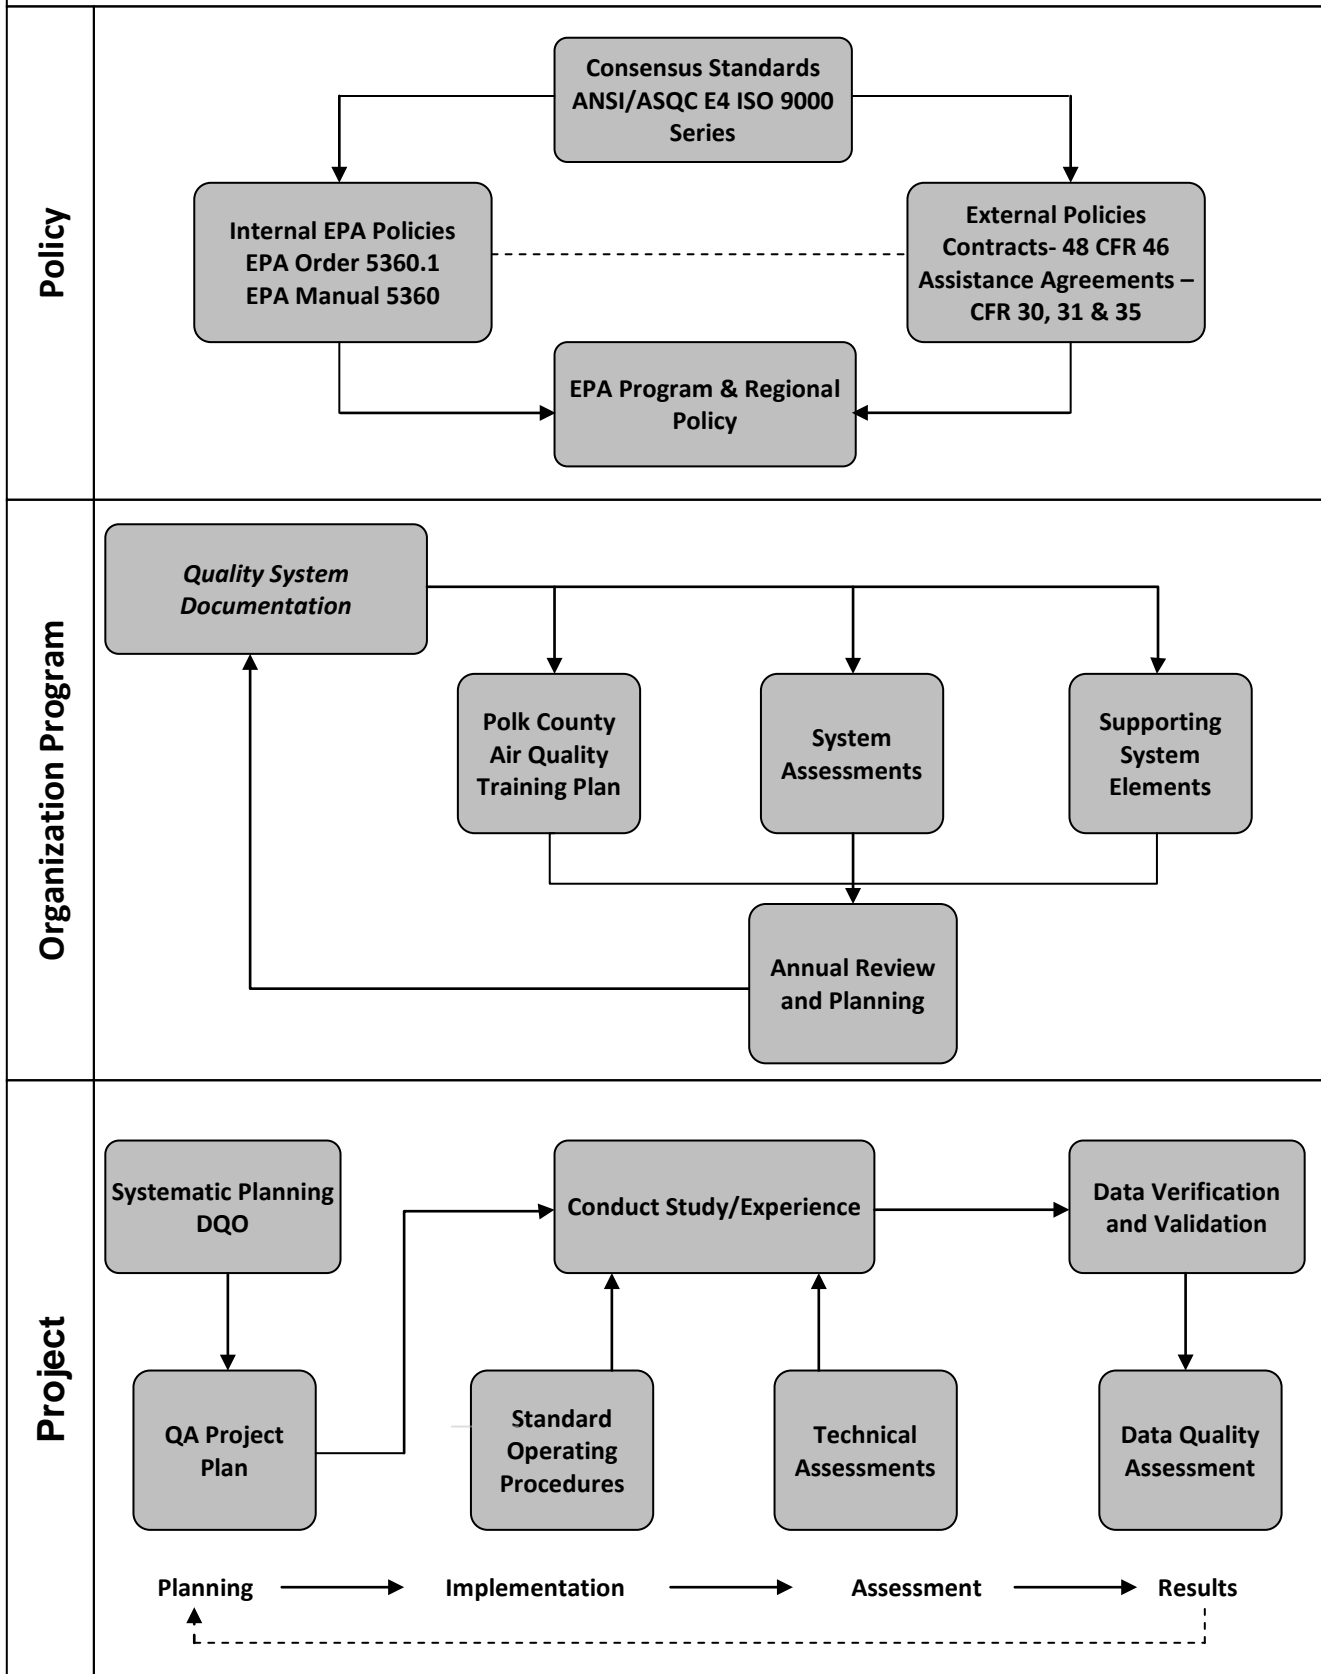 Policy
Consensus Standards
ANSI/ASQC E4 ISO 9000
Series
Internal EPA Policies
EPA Order 5360.1
EPA Manual 5360
External Policies
Contracts- 48 CFR 46
Assistance Agreements –
CFR 30, 31 & 35
EPA Program & Regional
Policy
Organization Program
Quality System
Documentation
Polk County
Air Quality
Training Plan
System
Assessments
Supporting
System
Elements
Annual Review
and Planning
Project
Systematic Planning
DQO
Conduct Study/Experience
Data Verification
and Validation
QA Project
Plan
Standard
Operating
Procedures
Technical
Assessments
Data Quality
Assessment
Planning
Implementation
Assessment
Results